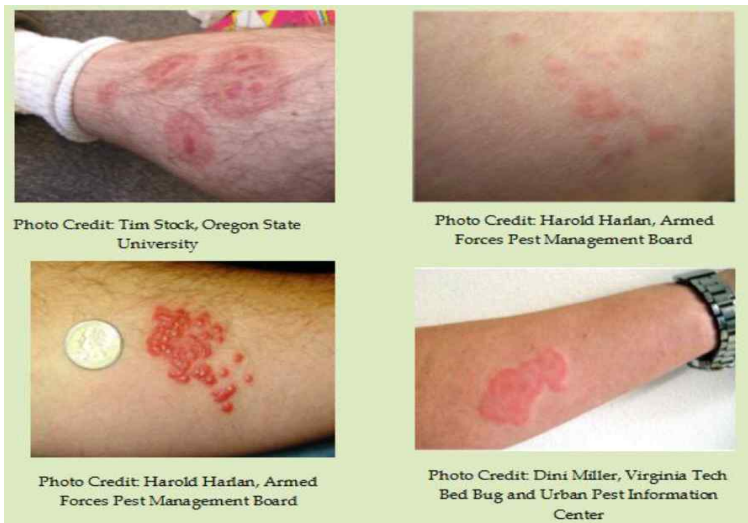 Photo Credit: Tim Stock, Oregon State
University
Photo Credit: Harold Harlan, Armed
Forces Pest Management Board
Photo Credit: Harold Harlan, Armed
Forces Pest Management Board
Photo Credit: Dini Miller, Virginia Tech
Bed Bug and Urban Pest Information
Center